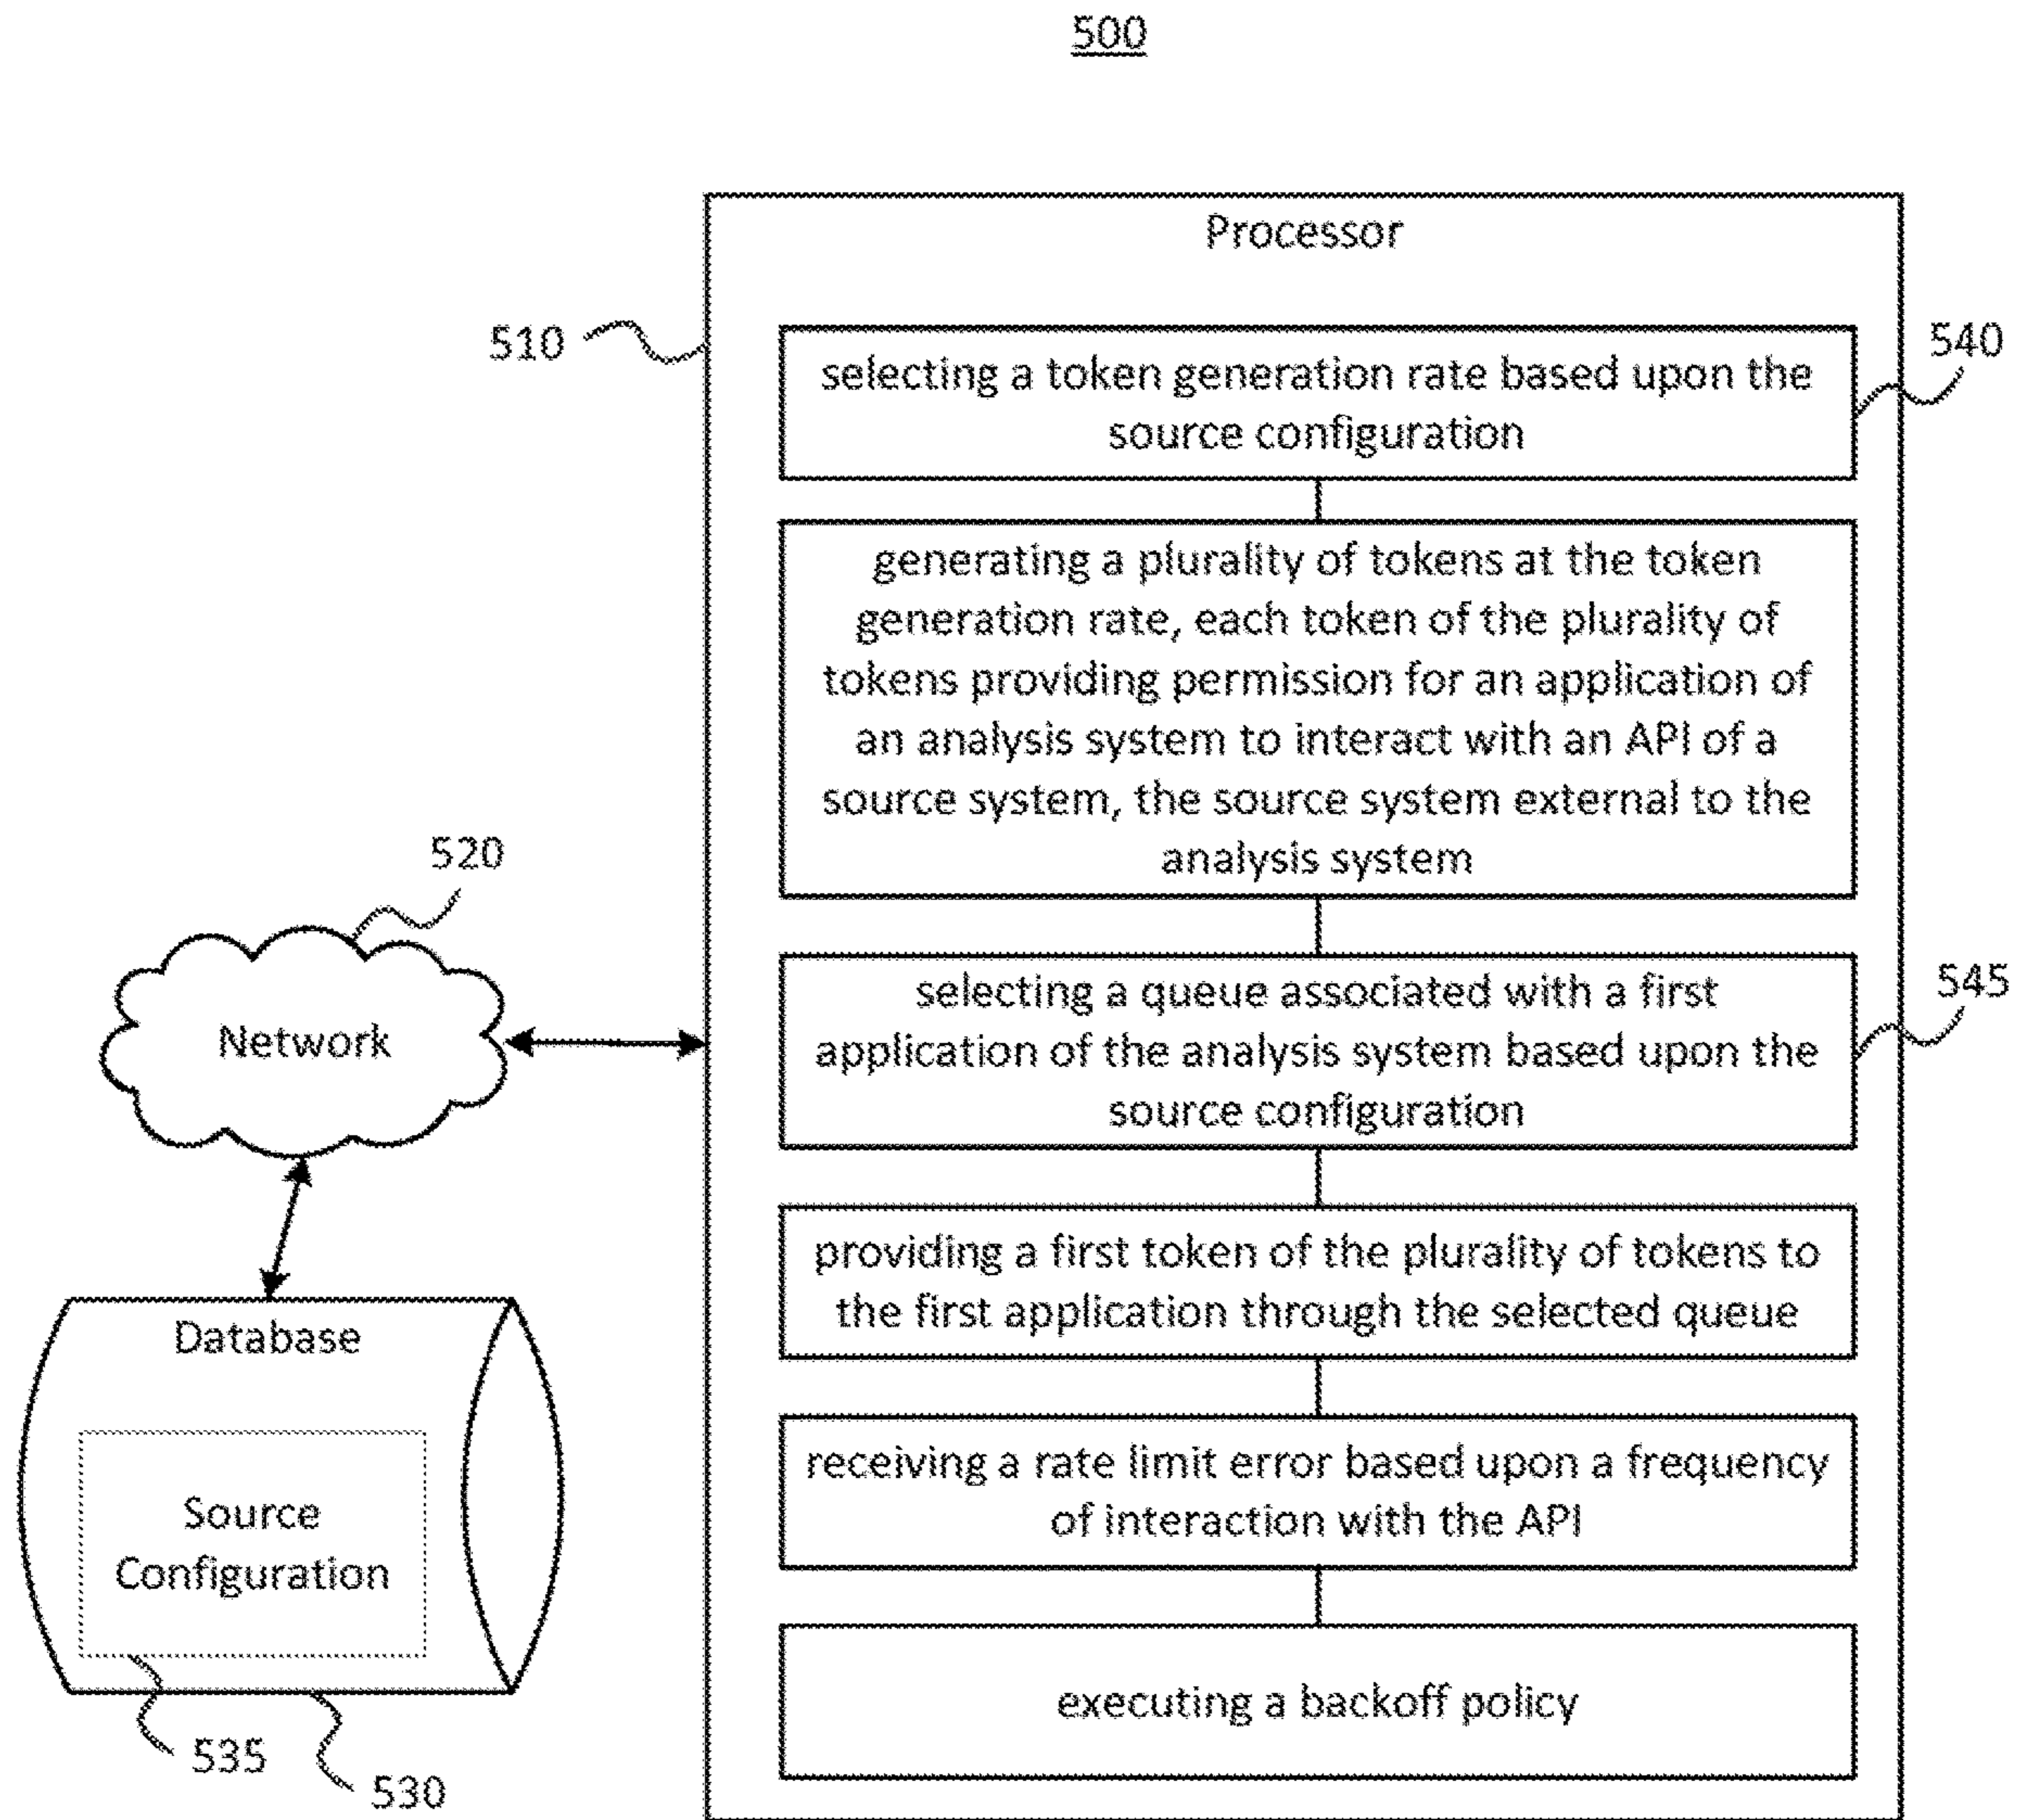 500
Processor
510
540
selecting a token generation rate based upon the
source configuration
generating a plurality of tokens at the token
generation rate, each token of the plurality of
tokens providing permission for an application of
an analysis system to interact with an API of a
source system, the source system external to the
analysis system
520
Network
545
selecting a queue associated with a first
application of the analysis system based upon the
source configuration
providing a first token of the plurality of tokens to
the first application through the selected queue
Database
Source
Configuration
535
530
receiving a rate limit error based upon a frequency
of interaction with the API
executing a backoff policy